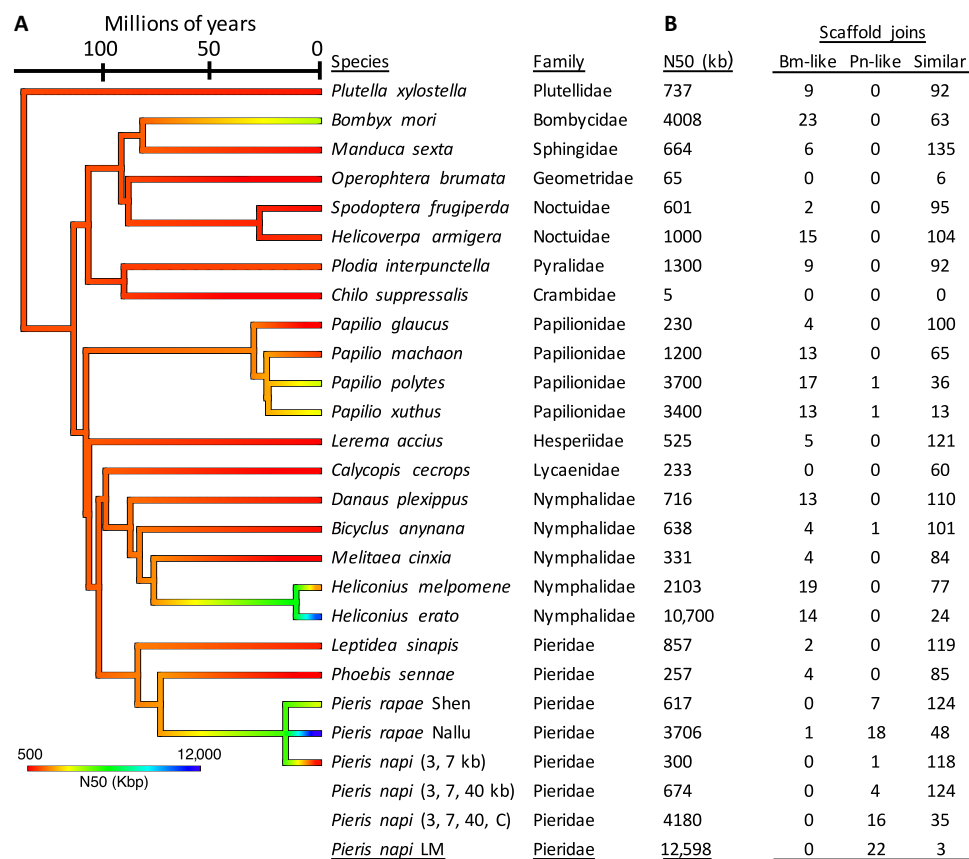 A Millions of years B
100 50 0 Scaffold joins
Species Family N50 (kb) Bm-like Pn-like Similar
Plutella xylostella Plutellidae 737 9 0 92
Bombyx mori Bombycidae 4008 23 0 63
Manduca sexta Sphingidae 664 6 0 135
Operophtera brumata Geometridae 65 0 0 6
Spodoptera frugiperda Noctuidae 601 2 0 95
Helicoverpa armigera Noctuidae 1000 15 0 104
Plodia interpunctella Pyralidae 1300 9 0 92
Chilo suppressalis Crambidae 5 0 0 0
Papilio glaucus Papilionidae 230 4 0 100
Papilio machaon Papilionidae 1200 13 0 65
Papilio polytes Papilionidae 3700 17 1 36
Papilio xuthus Papilionidae 3400 13 1 13
Lerema accius Hesperiidae 525 5 0 121
Calycopis cecrops Lycaenidae 233 0 0 60
Danaus plexippus Nymphalidae 716 13 0 110
Bicyclus anynana Nymphalidae 638 4 1 101
Melitaea cinxia Nymphalidae 331 4 0 84
Heliconius melpomene Nymphalidae 2103 19 0 77
Heliconius erato Nymphalidae 10,700 14 0 24
Leptidea sinapis Pieridae 857 2 0 119
Phoebis sennae Pieridae 257 4 0 85
Pieris rapae Shen Pieridae 617 0 7 124
Pieris rapae Nallu Pieridae 3706 1 18 48
500 12,000
Pieris napi (3, 7 kb) Pieridae 300 0 1 118
N50 (Kbp)
Pieris napi (3, 7, 40 kb) Pieridae 674 0 4 124
Pieris napi (3, 7, 40, C) Pieridae 4180 0 16 35
Pieris napi LM Pieridae 12,598 0 22 3